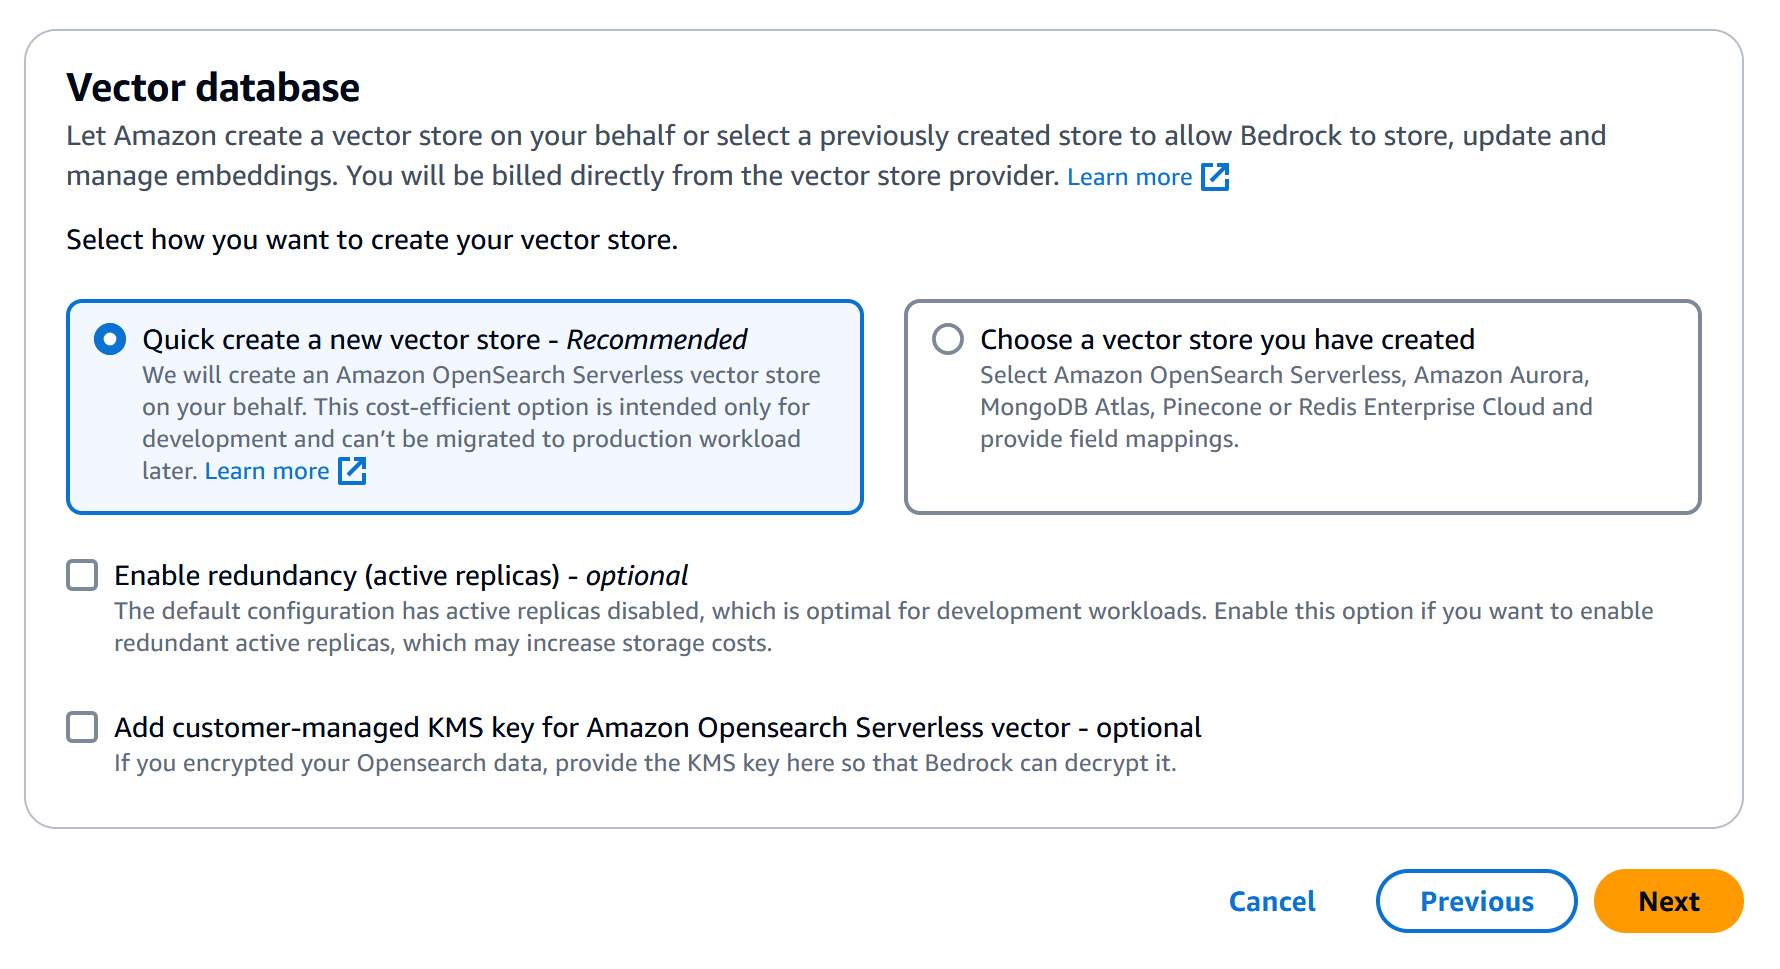 Vector database
Let Amazon create a vector store on your behalf or select a previously created store to allow Bedrock to store, update and
manage embeddings. You will be billed directly from the vector store provider. Learn more
Select how you want to create your vector store.
Quick create a new vector store - Recommended
We will create an Amazon OpenSearch Serverless vector store
on your behalf. This cost-efficient option is intended only for
development and can’t be migrated to production workload
later. Learn more
Choose a vector store you have created
Select Amazon OpenSearch Serverless, Amazon Aurora,
MongoDB Atlas, Pinecone or Redis Enterprise Cloud and
provide field mappings.
Enable redundancy (active replicas) - optional
The default configuration has active replicas disabled, which is optimal for development workloads. Enable this option if you want to enable
redundant active replicas, which may increase storage costs.
Add customer-managed KMS key for Amazon Opensearch Serverless vector - optional
If you encrypted your Opensearch data, provide the KMS key here so that Bedrock can decrypt it.
Cancel
Previous
Next